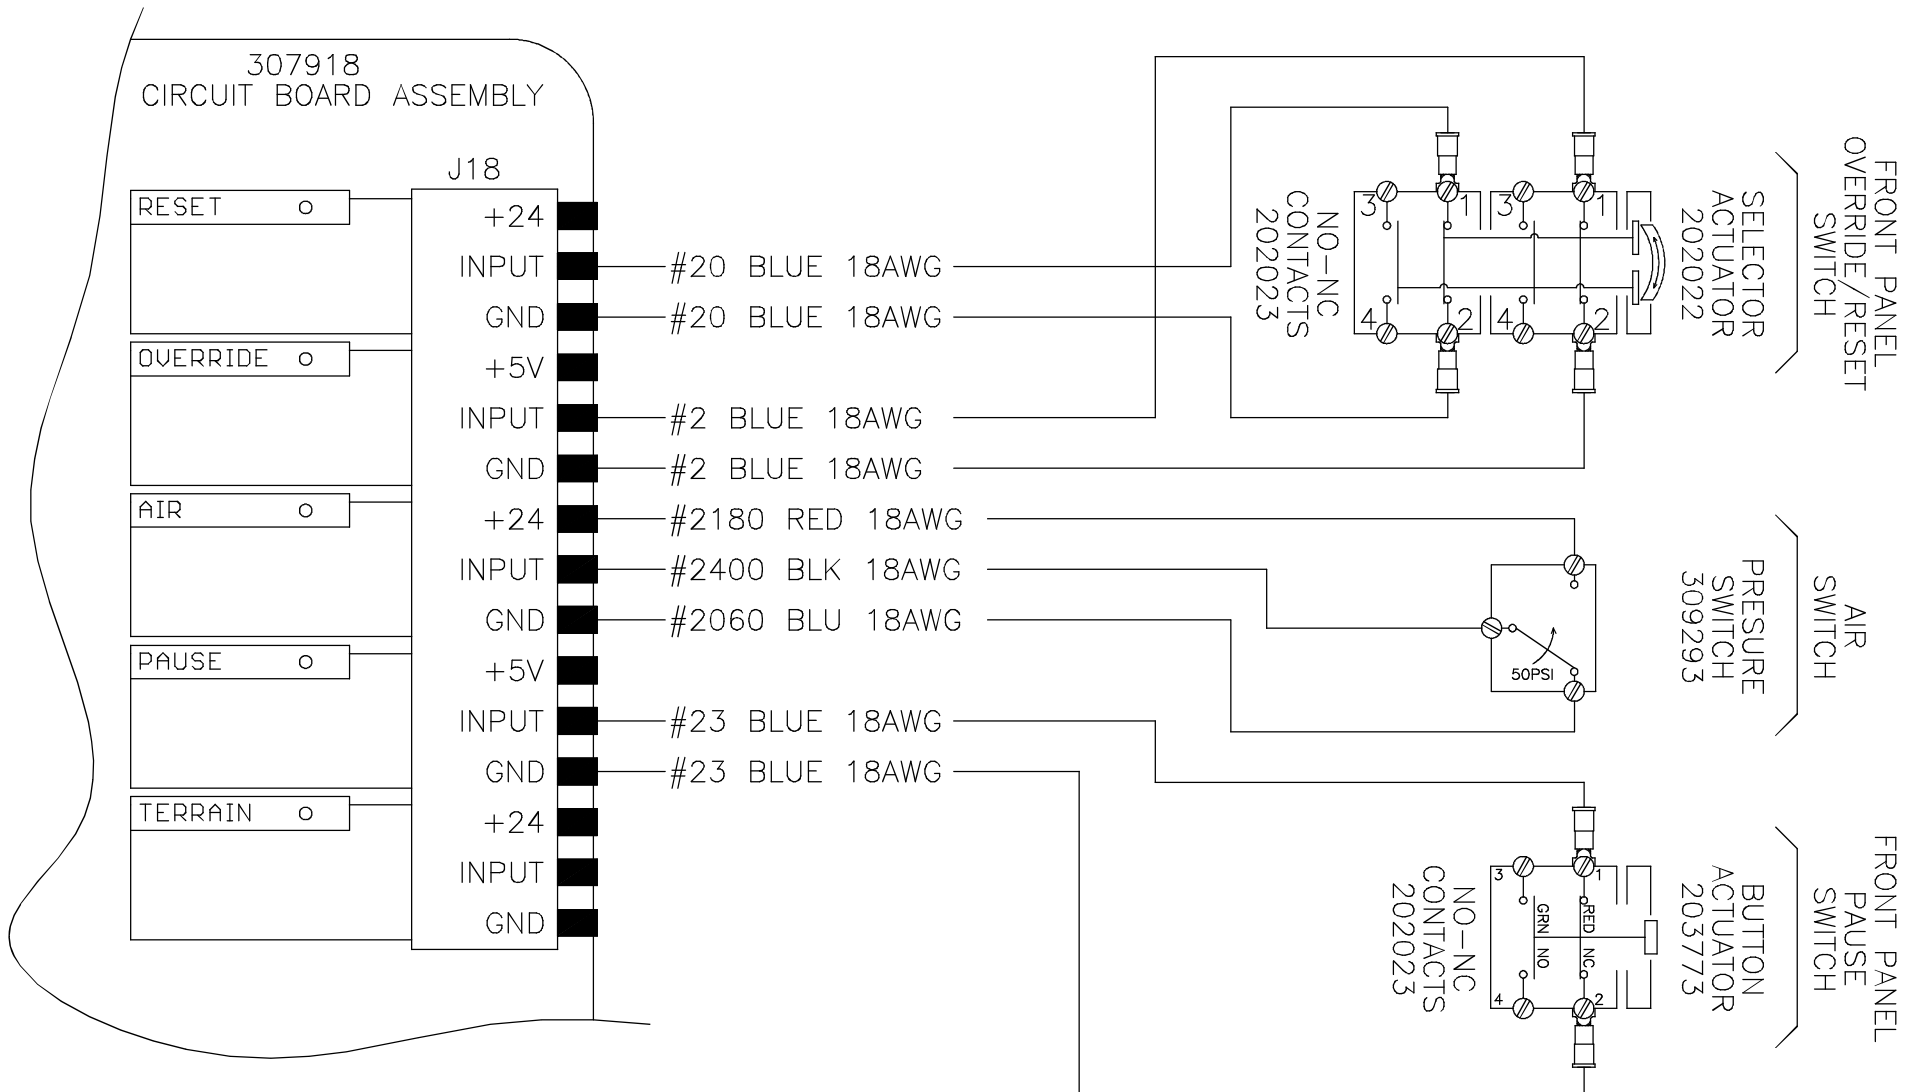 307918
CIRCUIT BOARD ASSEMBLY
J18
RESET
+24
INPUT
GND
OVERRIDE
+5V
INPUT
GND
AIR
+24
INPUT
GND
PAUSE
+5V
INPUT
GND
TERRAIN
+24
INPUT
GND
#20 BLUE 18AWG
#20 BLUE 18AWG
#2 BLUE 18AWG
#2 BLUE 18AWG
#2180 RED 18AWG
#2400 BLK 18AWG
#2060 BLU 18AWG
#23 BLUE 18AWG
#23 BLUE 18AWG
NO-NC
CONTACTS
202023
3 1 3 1
4 2 4 2
SELECTOR
ACTUATOR
202022
FRONT PANEL
OVERRIDE/RESET
SWITCH
50PSI
PRESURE
SWITCH
309293
AIR
SWITCH
NO-NC
CONTACTS
202023
3 1
GRN NO
RED NC
4 2
BUTTON
ACTUATOR
203773
FRONT PANEL
PAUSE
SWITCH